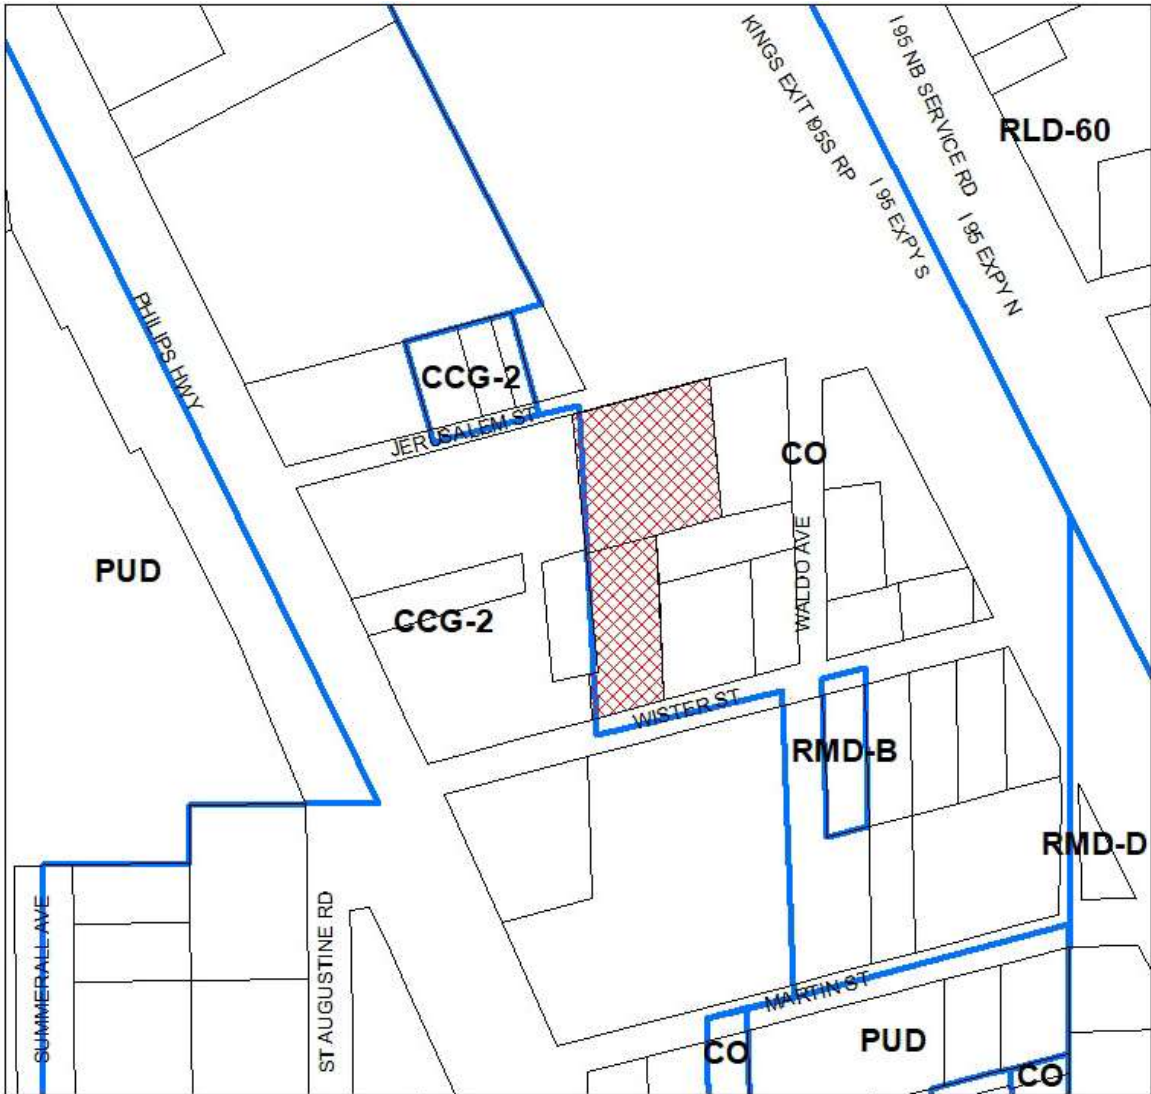 KINGS EXIT I95S RP
I 95 NB SERVICE RD
RLD-60
I 95 EXPY S
I 95 EXPY N
PHILIPS HWY
CCG-2
JERUSALEM ST
CO
WALDO AVE
PUD
CCG-2
WISTER ST
RMD-B
RMD-D
SUMMERALL AVE
ST AUGUSTINE RD
MARTIN ST
CO
PUD
CO